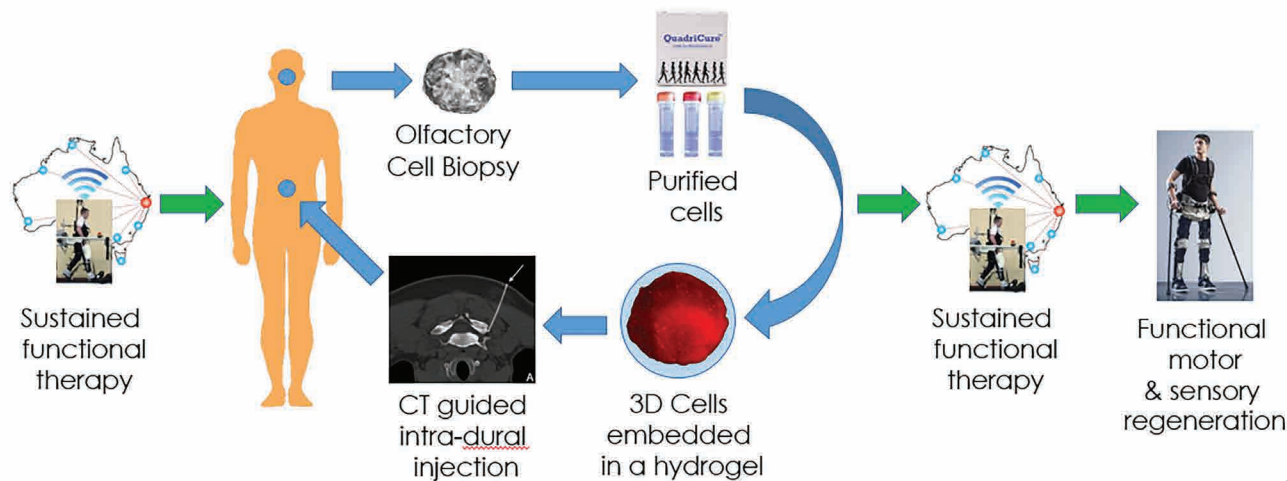 Sustained
functional
therapy
Olfactory
Cell Biopsy
QuadriCure
Purified
cells
CT guided
intra-dural
injection
A
3D Cells
embedded
in a hydrogel
Sustained
functional
therapy
Functional
motor
& sensory
regeneration